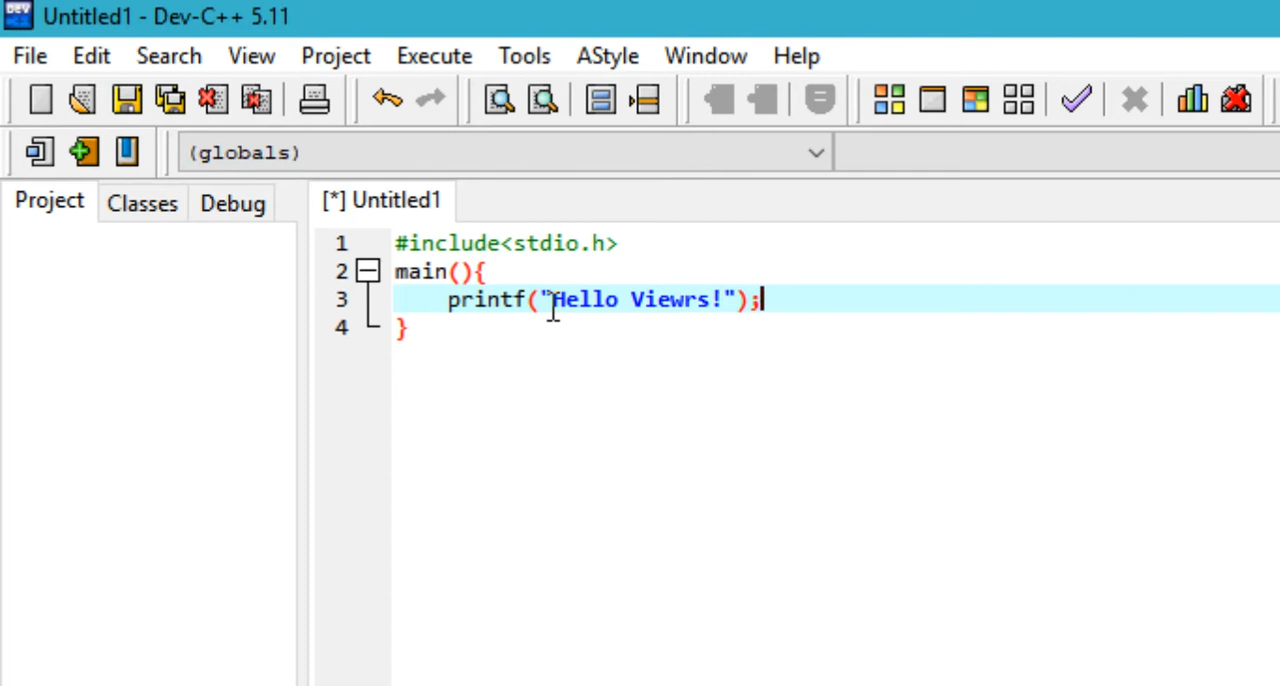 DEV
Untitled1 - Dev-C++ 5.11
File Edit Search View Project Execute Tools AStyle Window Help
(globals)
Project Classes Debug
[*] Untitled1
1 #include<stdio.h>
2 main(){
3 printf("Hello Viewrs!");
4 }